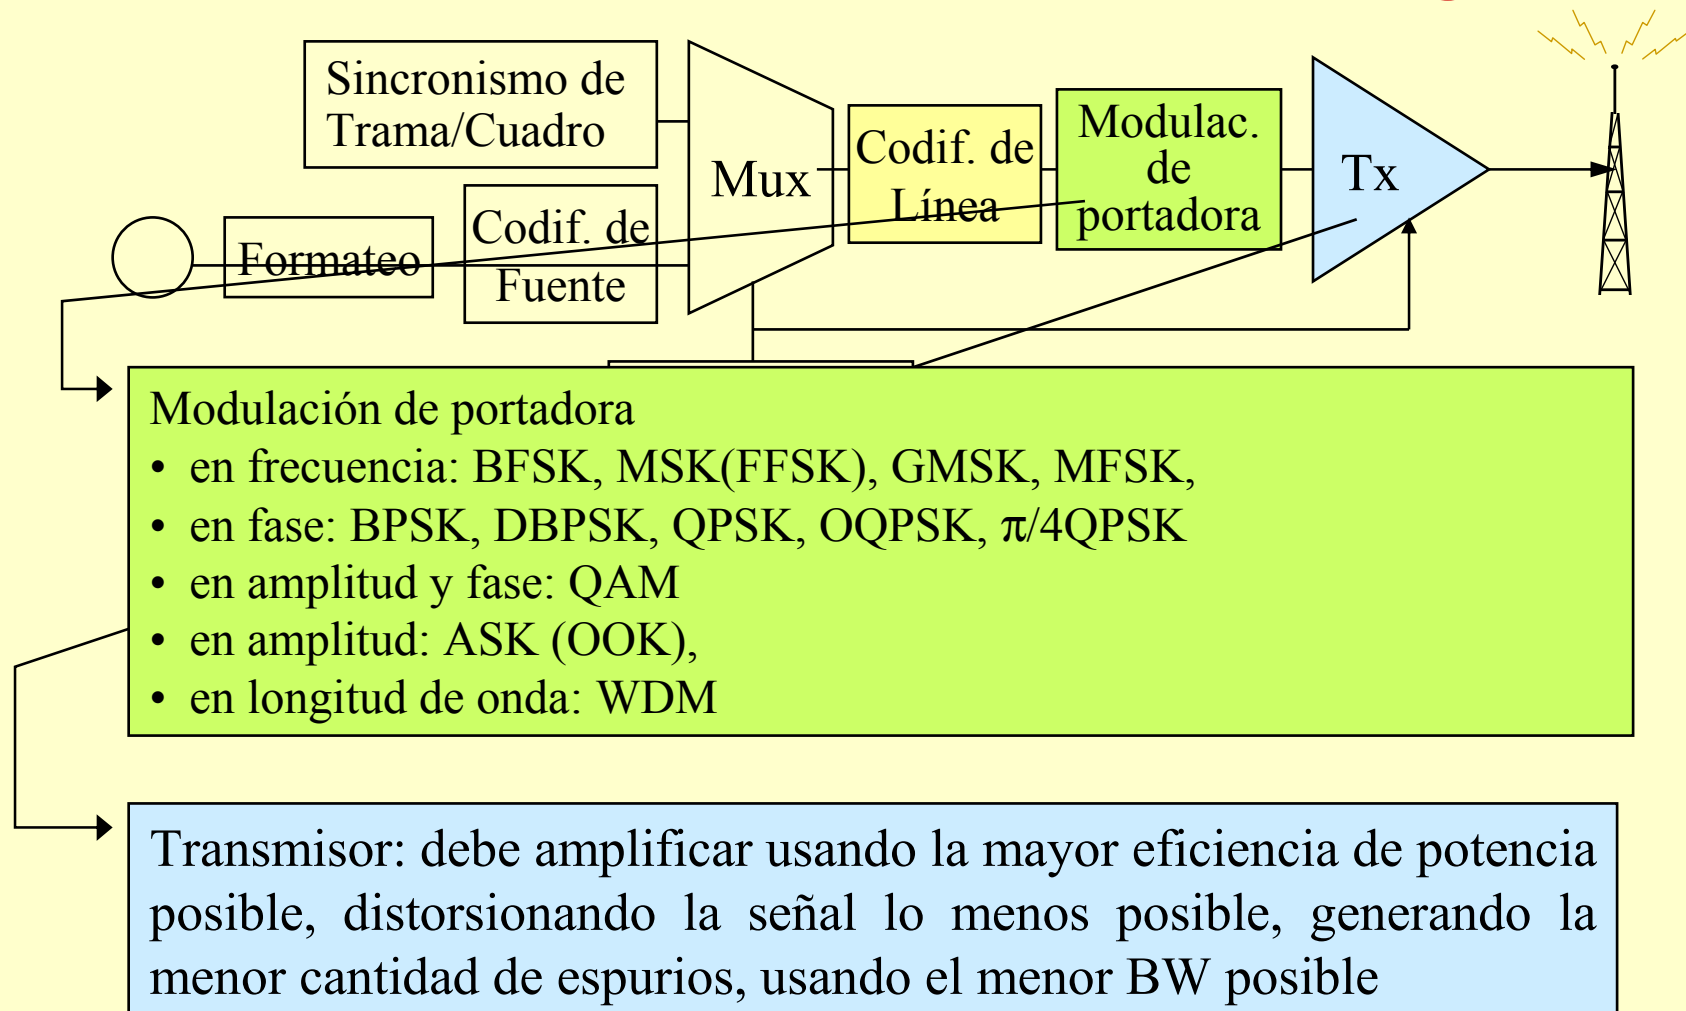 Sincronismo de
Trama/Cuadro
Mux
Codif. de
Línea
Modulac.
de
portadora
Tx
Formateo
Codif. de
Fuente
Modulación de portadora
• en frecuencia: BFSK, MSK(FFSK), GMSK, MFSK,
• en fase: BPSK, DBPSK, QPSK, OQPSK, π/4QPSK
• en amplitud y fase: QAM
• en amplitud: ASK (OOK),
• en longitud de onda: WDM
Transmisor: debe amplificar usando la mayor eficiencia de potencia
posible, distorsionando la señal lo menos posible, generando la
menor cantidad de espurios, usando el menor BW posible